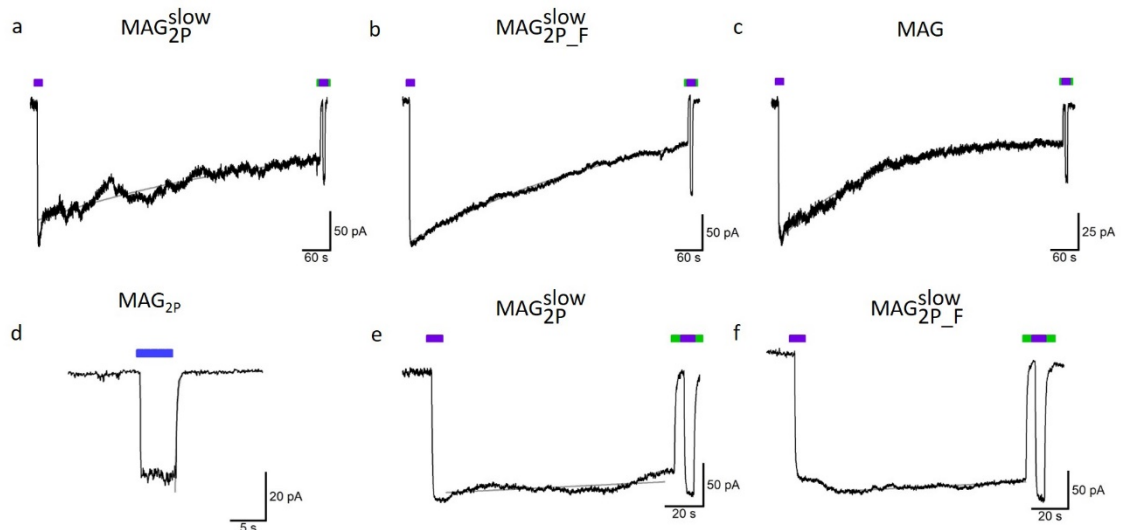 a
MAG2P slow
50 pA
60 s
b
MAG2P_F slow
50 pA
60 s
c
MAG
25 pA
60 s
d
MAG2P
20 pA
5 s
e
MAG2P slow
50 pA
20 s
f
MAG2P_F slow
50 pA
20 s